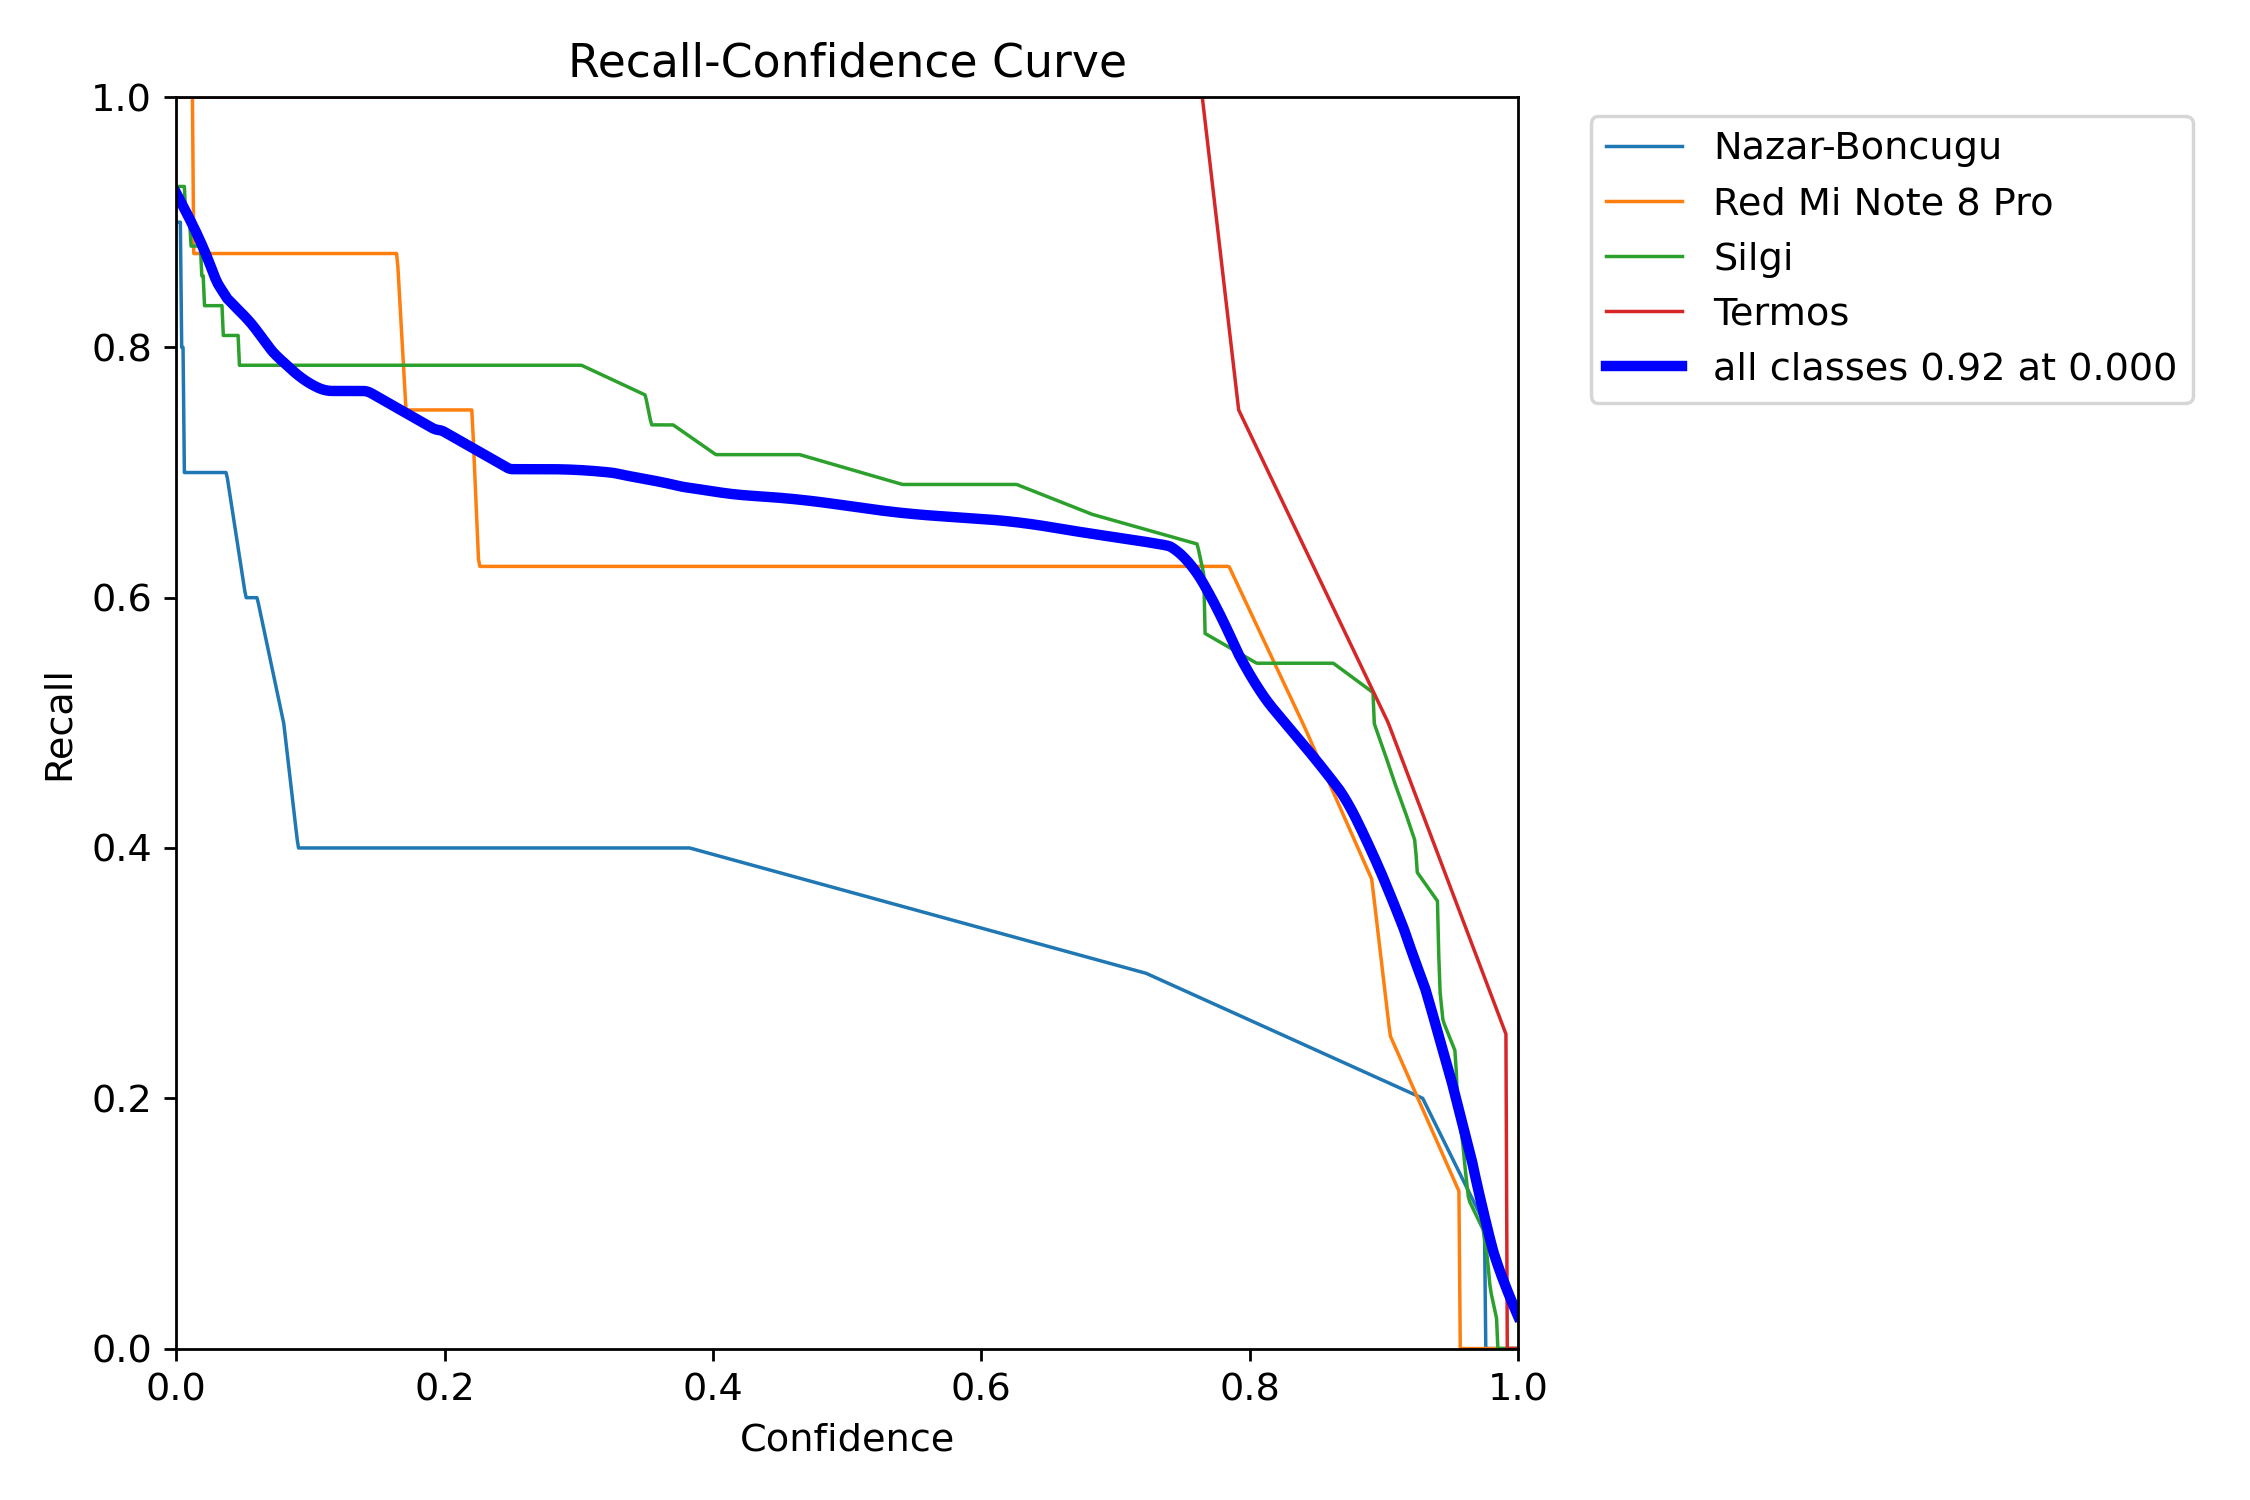 Recall-Confidence Curve
1.0
0.8
0.6
0.4
0.2
0.0
Recall
0.0 0.2 0.4 0.6 0.8 1.0
Confidence
Nazar-Boncugu
Red Mi Note 8 Pro
Silgi
Termos
all classes 0.92 at 0.000